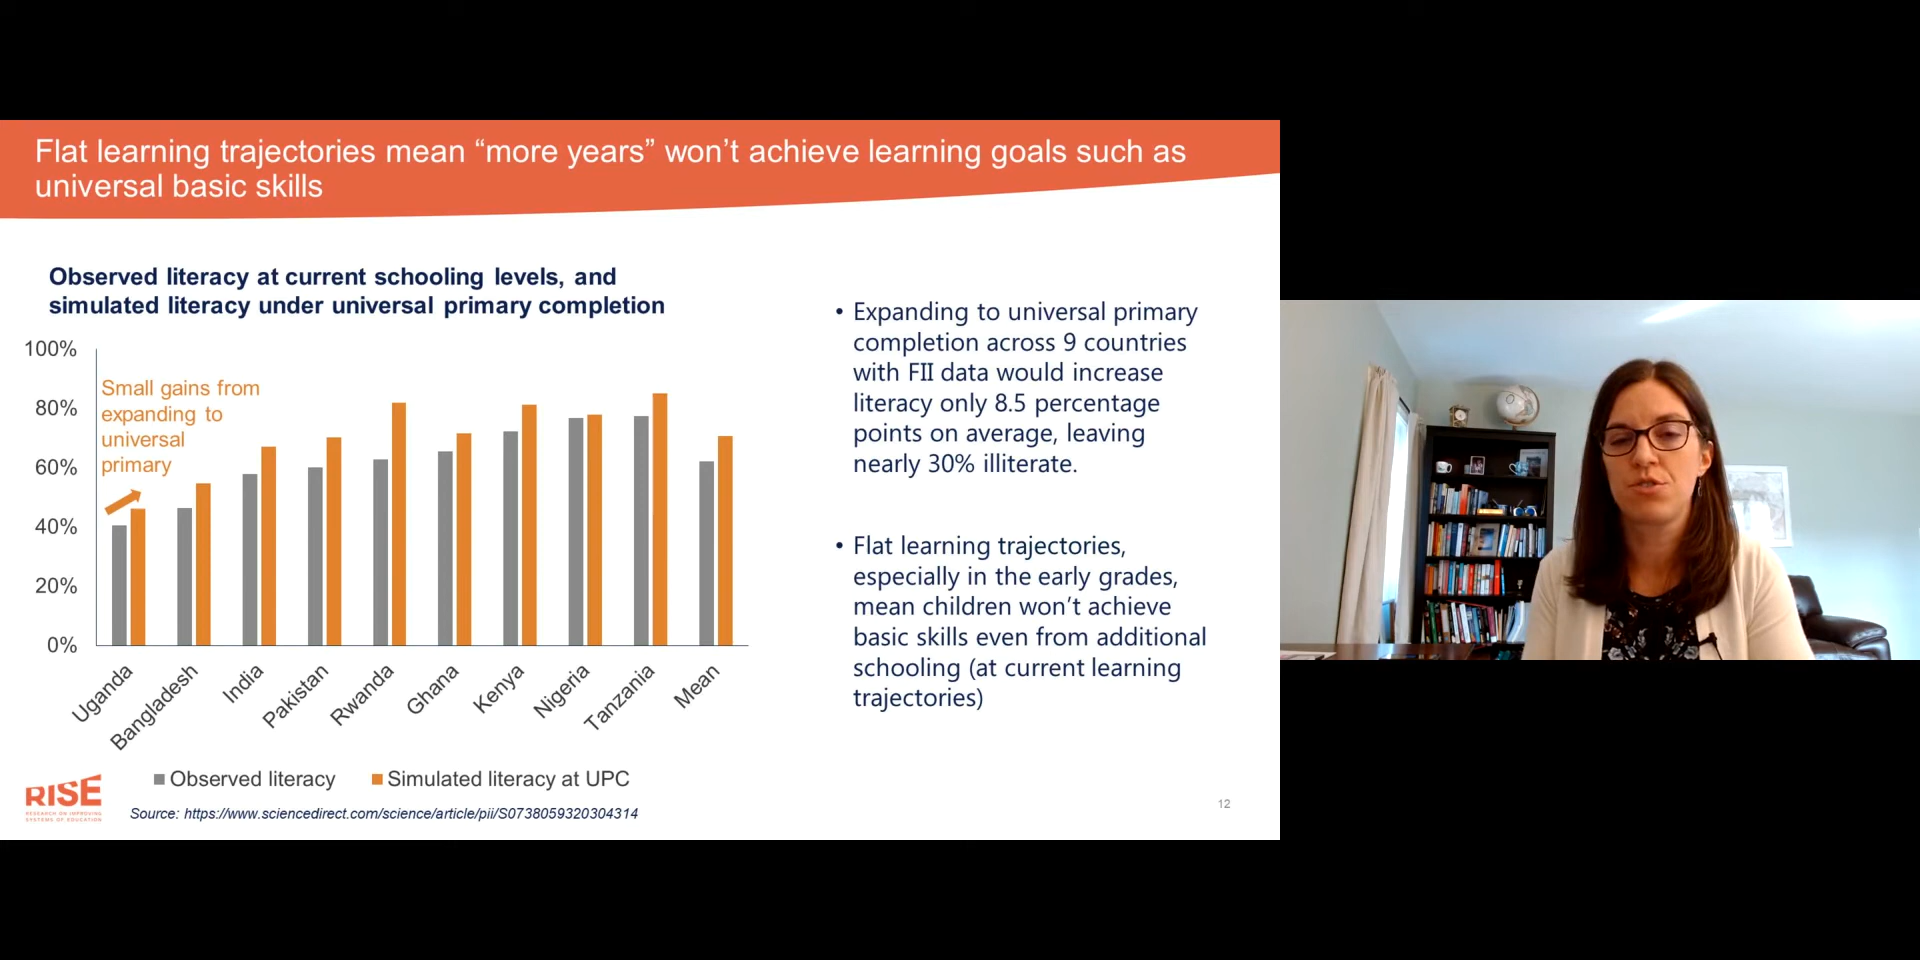 Flat learning trajectories mean “more years” won’t achieve learning goals such as
universal basic skills
Observed literacy at current schooling levels, and
simulated literacy under universal primary completion
100%
80%
60%
40%
20%
0%
Small gains from
expanding to
universal
primary
Uganda
Bangladesh
India
Pakistan
Rwanda
Ghana
Kenya
Nigeria
Tanzania
Mean
Observed literacy
Simulated literacy at UPC
• Expanding to universal primary
completion across 9 countries
with FII data would increase
literacy only 8.5 percentage
points on average, leaving
nearly 30% illiterate.
• Flat learning trajectories,
especially in the early grades,
mean children won’t achieve
basic skills even from additional
schooling (at current learning
trajectories)
RISE
RESEARCH ON IMPROVING
SYSTEMS OF EDUCATION
Source: https://www.sciencedirect.com/science/article/pii/S0738059320304314
12